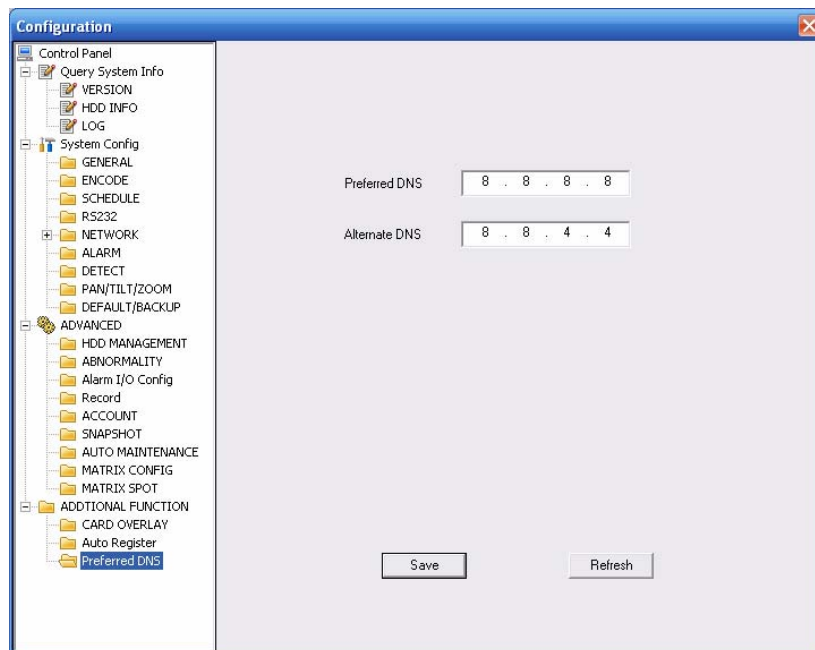 Configuration
Control Panel
Query System Info
VERSION
HDD INFO
LOG
System Config
GENERAL
ENCODE
SCHEDULE
RS232
NETWORK
ALARM
DETECT
PAN/TILT/ZOOM
DEFAULT/BACKUP
ADVANCED
HDD MANAGEMENT
ABNORMALITY
Alarm I/O Config
Record
ACCOUNT
SNAPSHOT
AUTO MAINTENANCE
MATRIX CONFIG
MATRIX SPOT
ADDTIONAL FUNCTION
CARD OVERLAY
Auto Register
Preferred DNS
Preferred DNS 8 . 8 . 8 . 8
Alternate DNS 8 . 8 . 4 . 4
Save Refresh